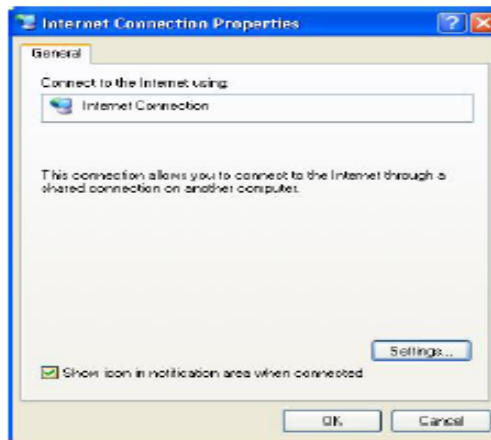 Internet Connection Properties
General
Connect to the Internet using:
Internet Connection
This connection allows you to connect to the Internet through a
shared connection on another computer.
Settings...
Show icon in notification area when connected
OK
Cancel